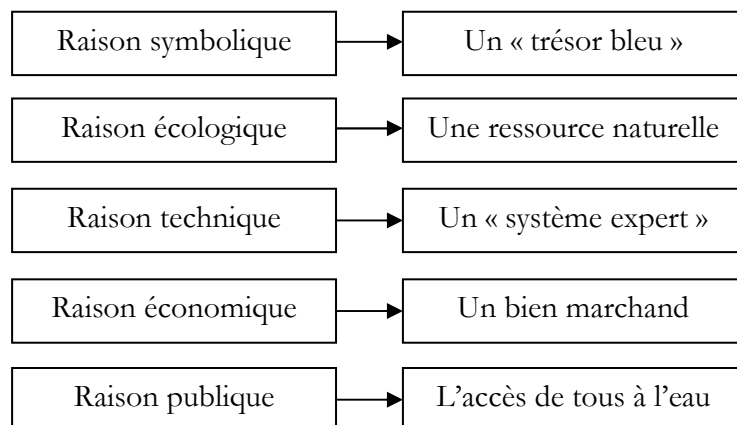 Raison symbolique
Un « trésor bleu »
Raison écologique
Une ressource naturelle
Raison technique
Un « système expert »
Raison économique
Un bien marchand
Raison publique
L’accès de tous à l’eau